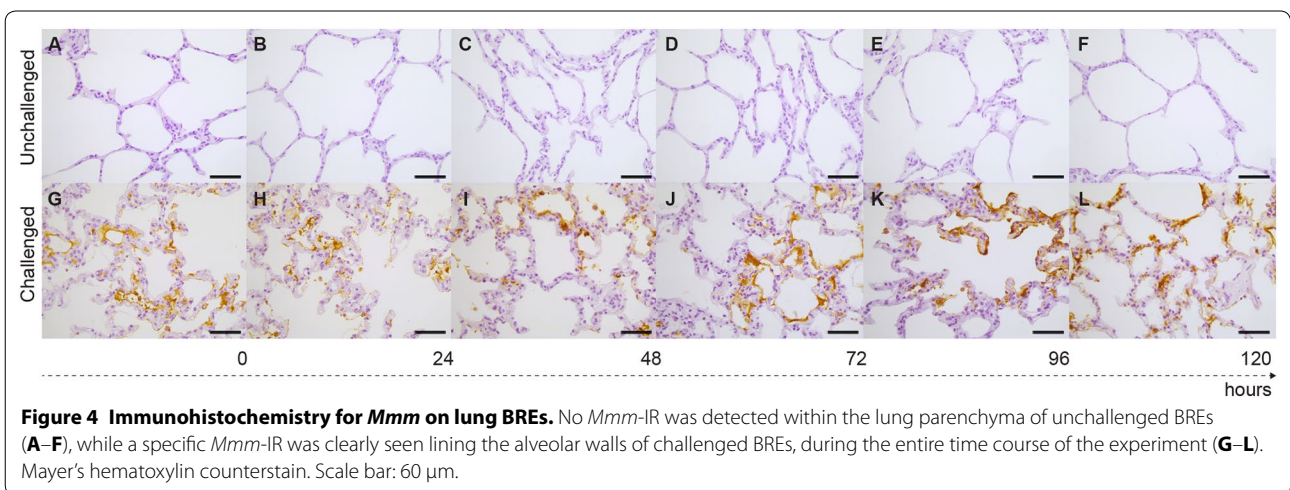 Unchallenged
A B C D E F
Challenged
G H I J K L
0 24 48 72 96 120
hours
Figure 4 Immunohistochemistry for Mmm on lung BREs. No Mmm-IR was detected within the lung parenchyma of unchallenged BREs
(A–F), while a specific Mmm-IR was clearly seen lining the alveolar walls of challenged BREs, during the entire time course of the experiment (G–L).
Mayer’s hematoxylin counterstain. Scale bar: 60 μm.